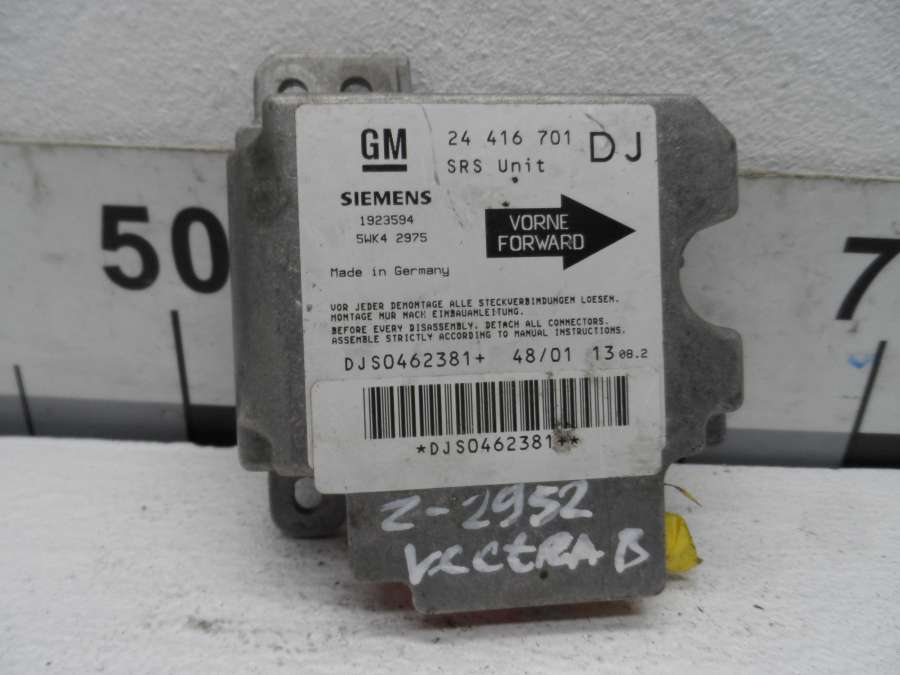 GM
24 416 701 DJ
SRS Unit
SIEMENS
1923594
5WK4 2975
VORNE
FORWARD
Made in Germany
VOR JEDER DEMONTAGE ALLE STECKVERBINDUNGEN LOESEN.
MONTAGE NUR NACH EINBAUANLEITUNG.
BEFORE EVERY DISASSEMBLY, DETACH ALL CONNECTORS.
ASSEMBLE STRICTLY ACCORDING TO MANUAL INSTRUCTIONS.
DJS0462381+ 48/01 13 08.2
*DJS0462381+*
Z-2952
VECTRA B
50
7